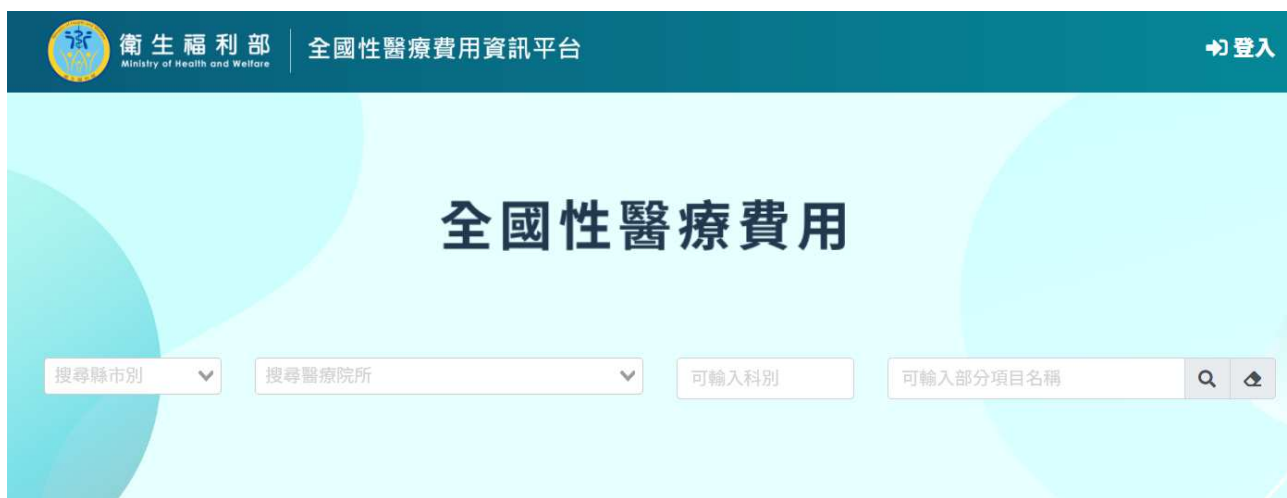 衛生福利部
Ministry of Health and Welfare
全國性醫療費用資訊平台
登入
全國性醫療費用
搜尋縣市別
搜尋醫療院所
可輸入科別
可輸入部分項目名稱